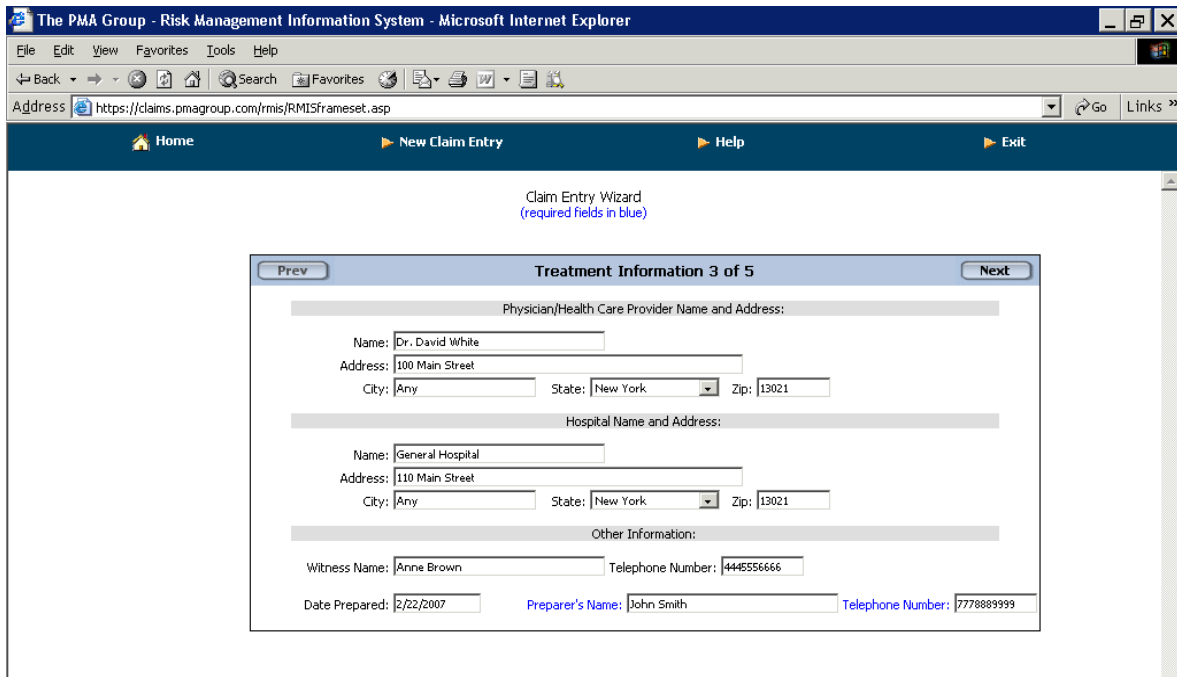 The PMA Group - Risk Management Information System - Microsoft Internet Explorer
File Edit View Favorites Tools Help
Back Search Favorites
Address https://claims.pmagroup.com/rmis/RMISframeset.asp Go Links »
Home New Claim Entry Help Exit
Claim Entry Wizard
(required fields in blue)
Prev Treatment Information 3 of 5 Next
Physician/Health Care Provider Name and Address:
Name: Dr. David White
Address: 100 Main Street
City: Any State: New York Zip: 13021
Hospital Name and Address:
Name: General Hospital
Address: 110 Main Street
City: Any State: New York Zip: 13021
Other Information:
Witness Name: Anne Brown Telephone Number: 4445556666
Date Prepared: 2/22/2007 Preparer's Name: John Smith Telephone Number: 7778889999